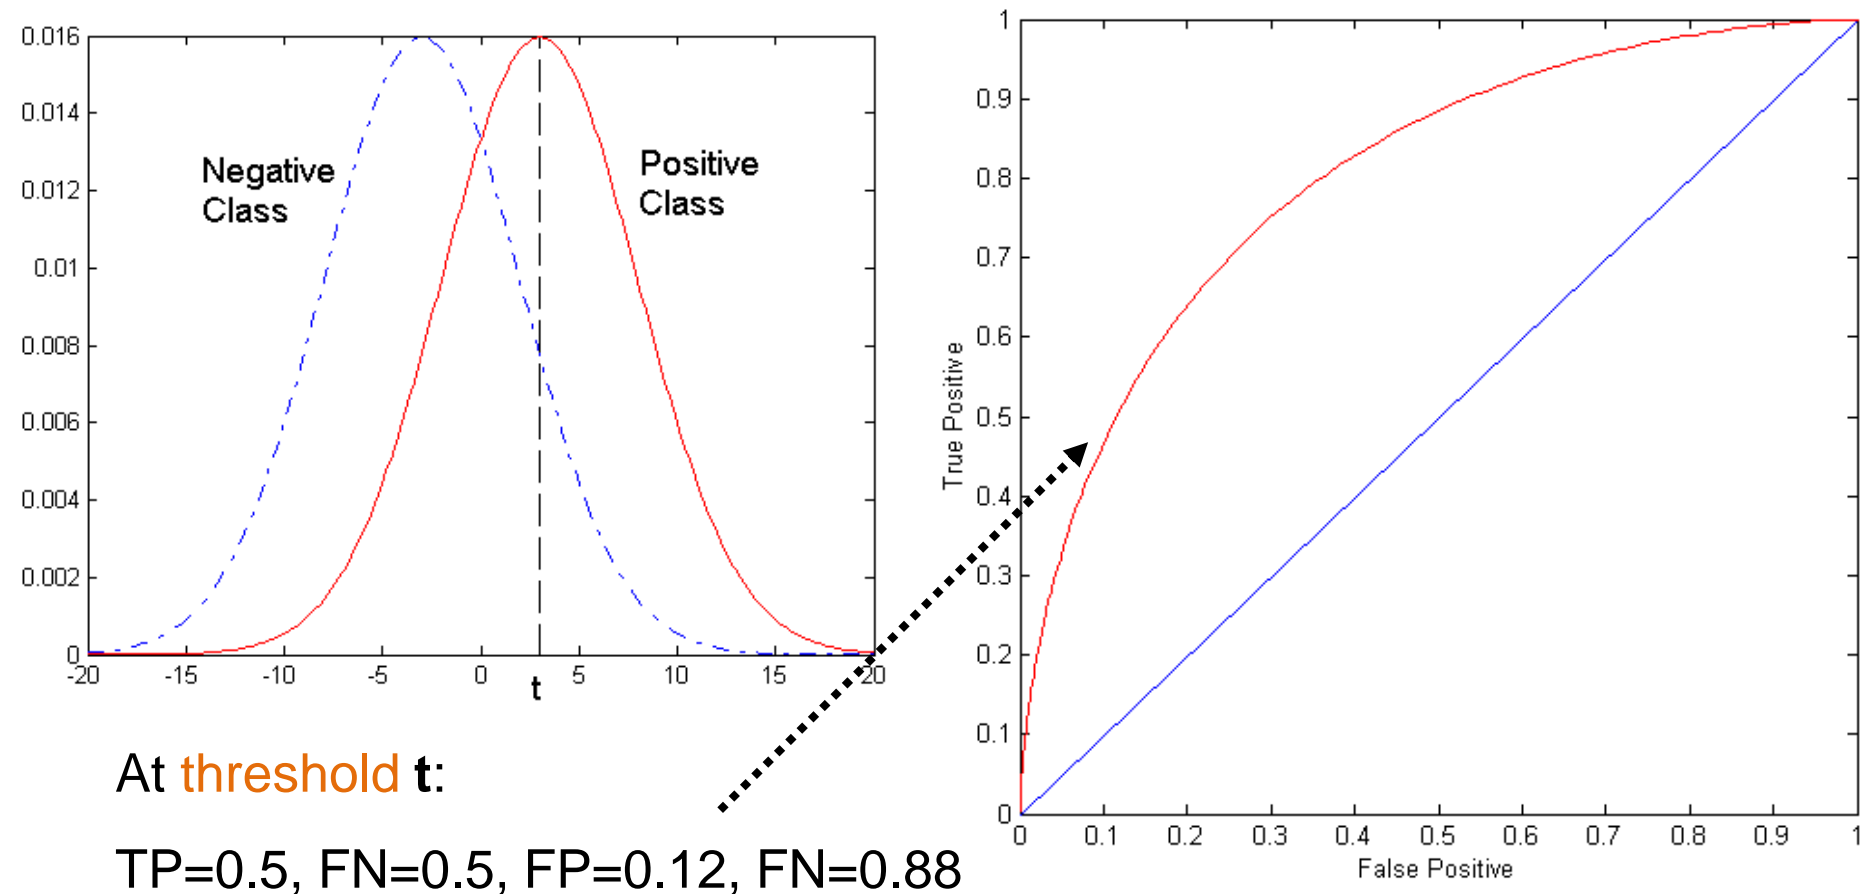 0.016
0.014
0.012
0.01
0.008
0.006
0.004
0.002
0
-20 -15 -10 -5 0 5 10 15 20
t
Negative
Class
Positive
Class
1
0.9
0.8
0.7
0.6
0.5
0.4
0.3
0.2
0.1
0
True Positive
0 0.1 0.2 0.3 0.4 0.5 0.6 0.7 0.8 0.9 1
False Positive
At threshold t:
TP=0.5, FN=0.5, FP=0.12, FN=0.88